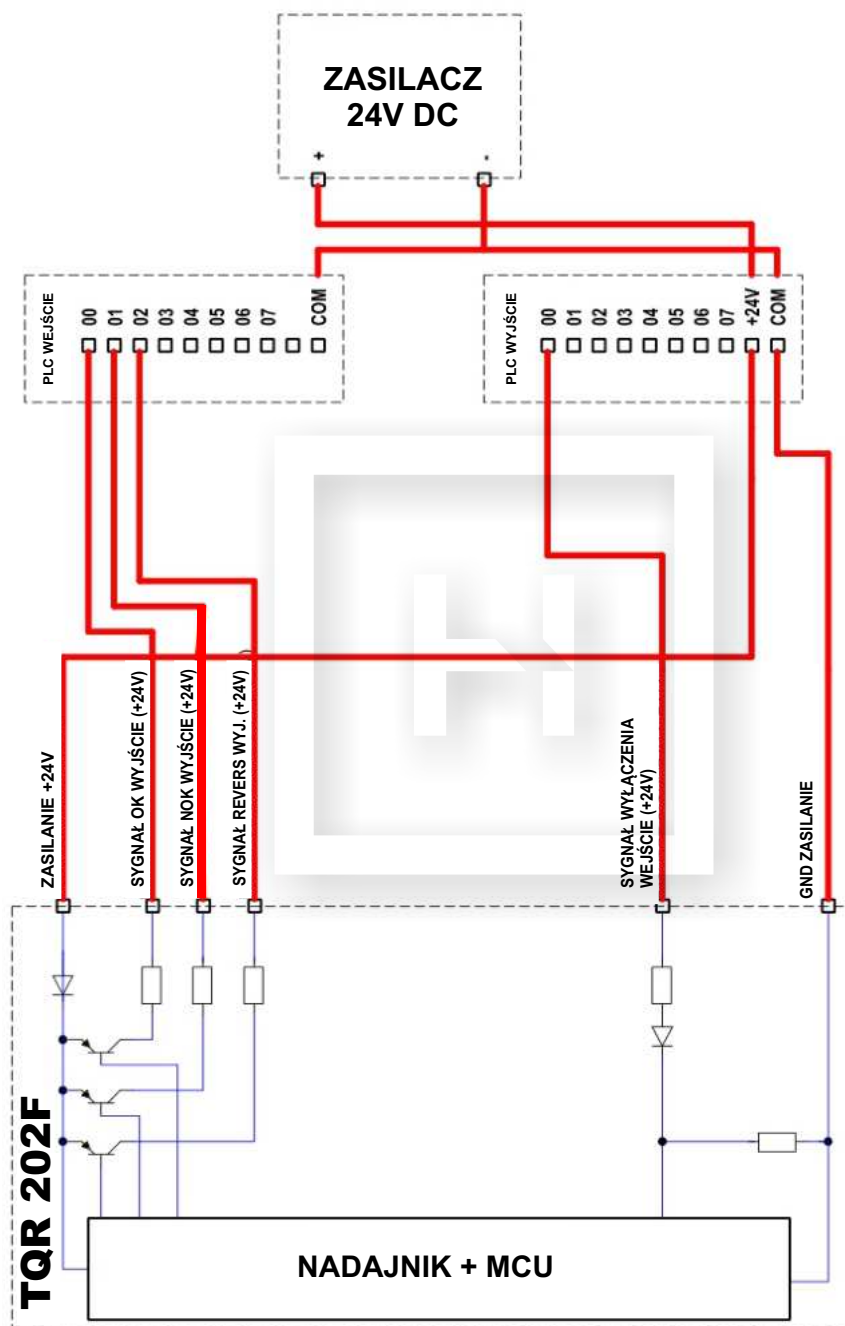 ZASILACZ
24V DC
+
-
PLC WEJŚCIE
00
01
02
03
04
05
06
07
COM
PLC WYJŚCIE
00
01
02
03
04
05
06
07
+24V
COM
ZASILANIE +24V
SYGNAŁ OK WYJŚCIE (+24V)
SYGNAŁ NOK WYJŚCIE (+24V)
SYGNAŁ REVERS WYJ. (+24V)
SYGNAŁ WYŁĄCZENIA
WEJŚCIE (+24V)
GND ZASILANIE
TQR 202F
NADAJNIK + MCU